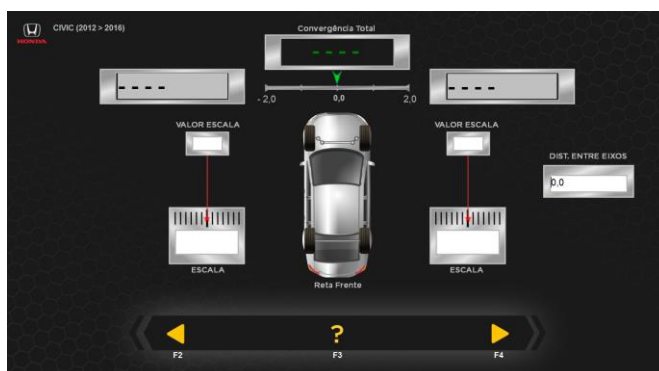 CIVIC (2012 > 2016)
HONDA
Convergência Total
- - - -
- - - -
- - - -
- 2,0
0,0
2,0
VALOR ESCALA
VALOR ESCALA
DIST. ENTRE EIXOS
0,0
ESCALA
ESCALA
Reta Frente
?
F2
F3
F4